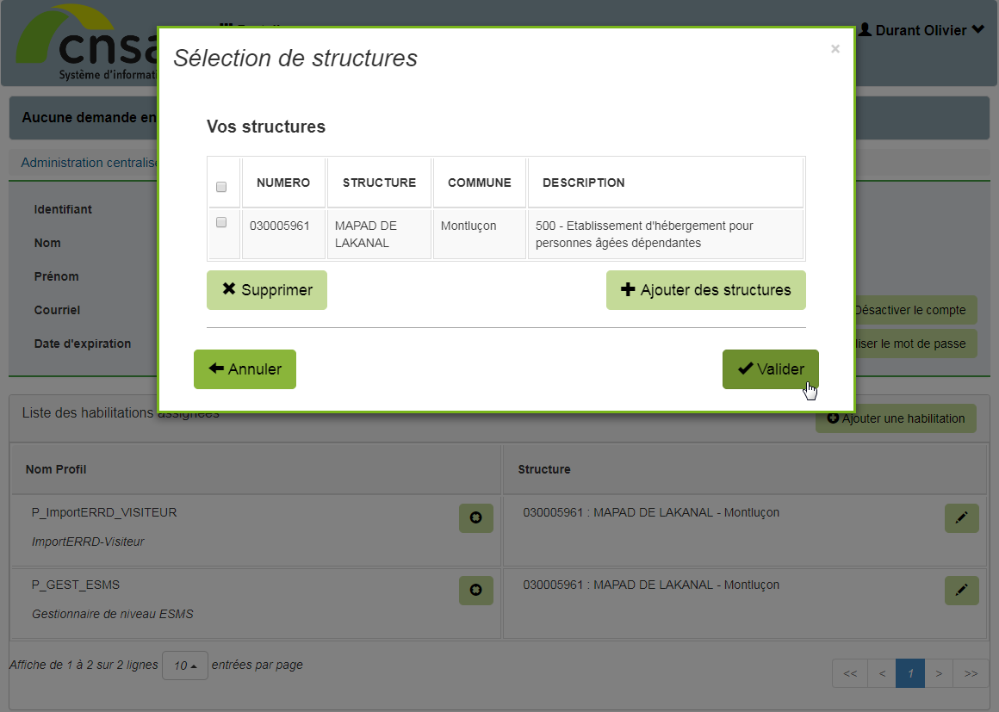 cnsa
Système d'informati
Durant Olivier
Aucune demande en
Administration centralise
Sélection de structures
×
Vos structures
NUMERO STRUCTURE COMMUNE DESCRIPTION
030005961 MAPAD DE LAKANAL Montluçon 500 - Etablissement d'hébergement pour
personnes âgées dépendantes
Supprimer
Ajouter des structures
Annuler
Valider
Identifiant
Nom
Prénom
Courriel
Date d'expiration
Désactiver le compte
liser le mot de passe
Liste des habilitations assignées
Ajouter une habilitation
Nom Profil Structure
P_ImportERRD_VISITEUR 030005961 : MAPAD DE LAKANAL - Montluçon
ImportERRD-Visiteur
P_GEST_ESMS 030005961 : MAPAD DE LAKANAL - Montluçon
Gestionnaire de niveau ESMS
Affiche de 1 à 2 sur 2 lignes 10 entrées par page
<< < 1 > >>